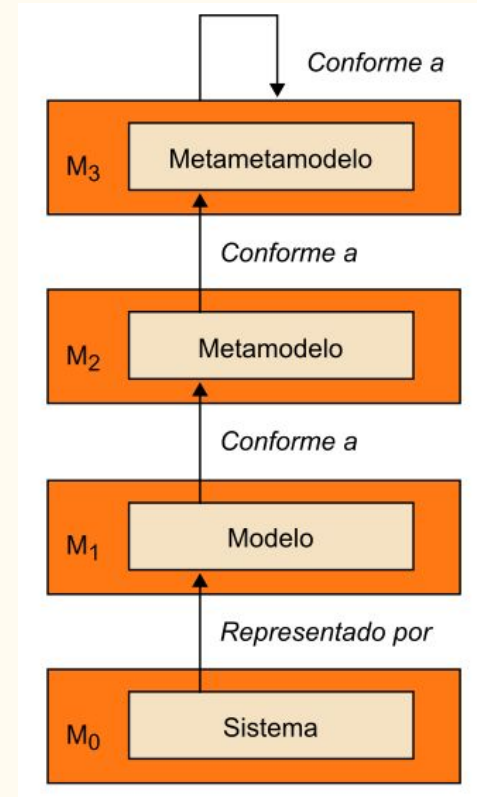 Conforme a
M3
Metametamodelo
Conforme a
M2
Metamodelo
Conforme a
M1
Modelo
Representado por
M0
Sistema